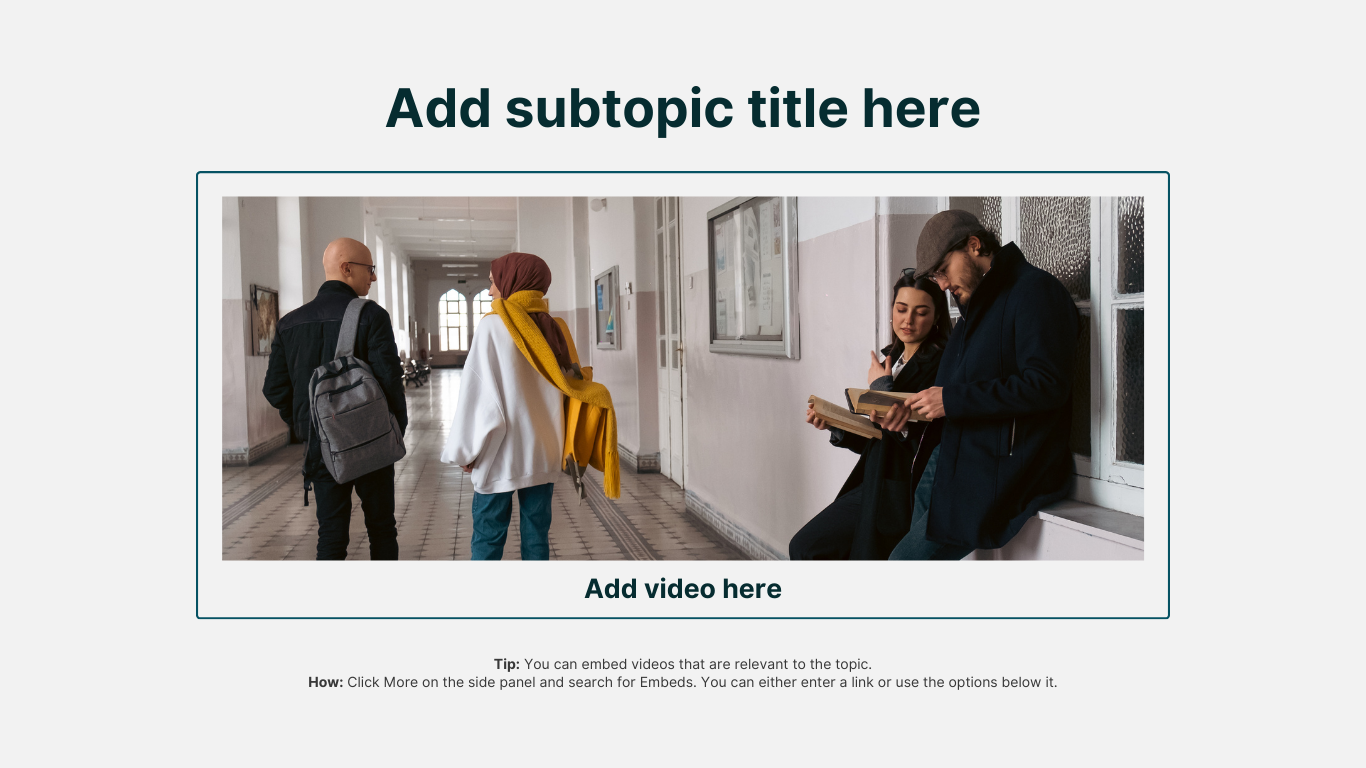 Add subtopic title here
Add video here
Tip: You can embed videos that are relevant to the topic.
How: Click More on the side panel and search for Embeds. You can either enter a link or use the options below it.